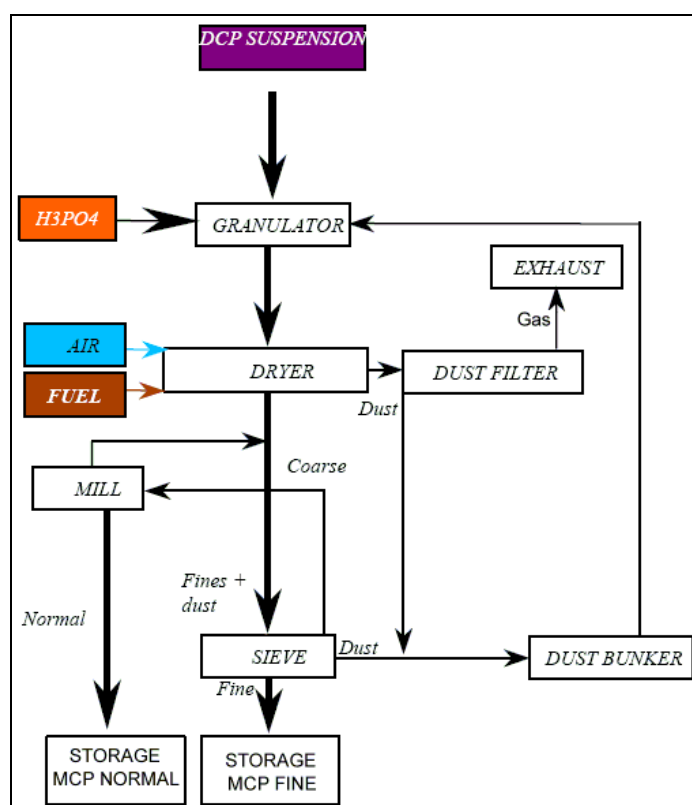 DCP SUSPENSION
H3PO4
GRANULATOR
EXHAUST
Gas
AIR
DRYER
DUST FILTER
FUEL
Dust
Coarse
MILL
Fines +
dust
Normal
SIEVE
Dust
DUST BUNKER
Fine
STORAGE
MCP NORMAL
STORAGE
MCP FINE